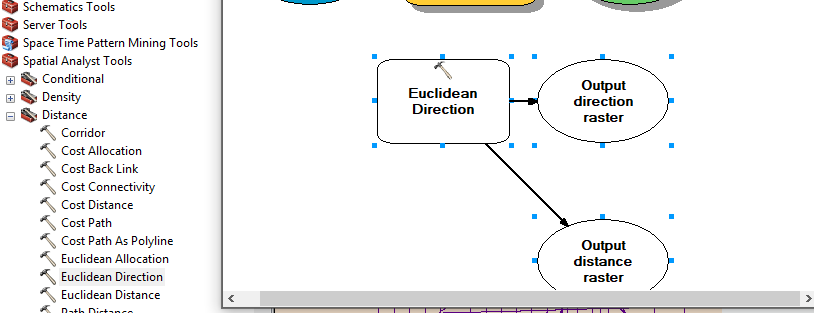 Schematics Tools
Server Tools
Space Time Pattern Mining Tools
Spatial Analyst Tools
Conditional
Density
Distance
Corridor
Cost Allocation
Cost Back Link
Cost Connectivity
Cost Distance
Cost Path
Cost Path As Polyline
Euclidean Allocation
Euclidean Direction
Euclidean Distance
Path Distance
Euclidean
Direction
Output
direction
raster
Output
distance
raster